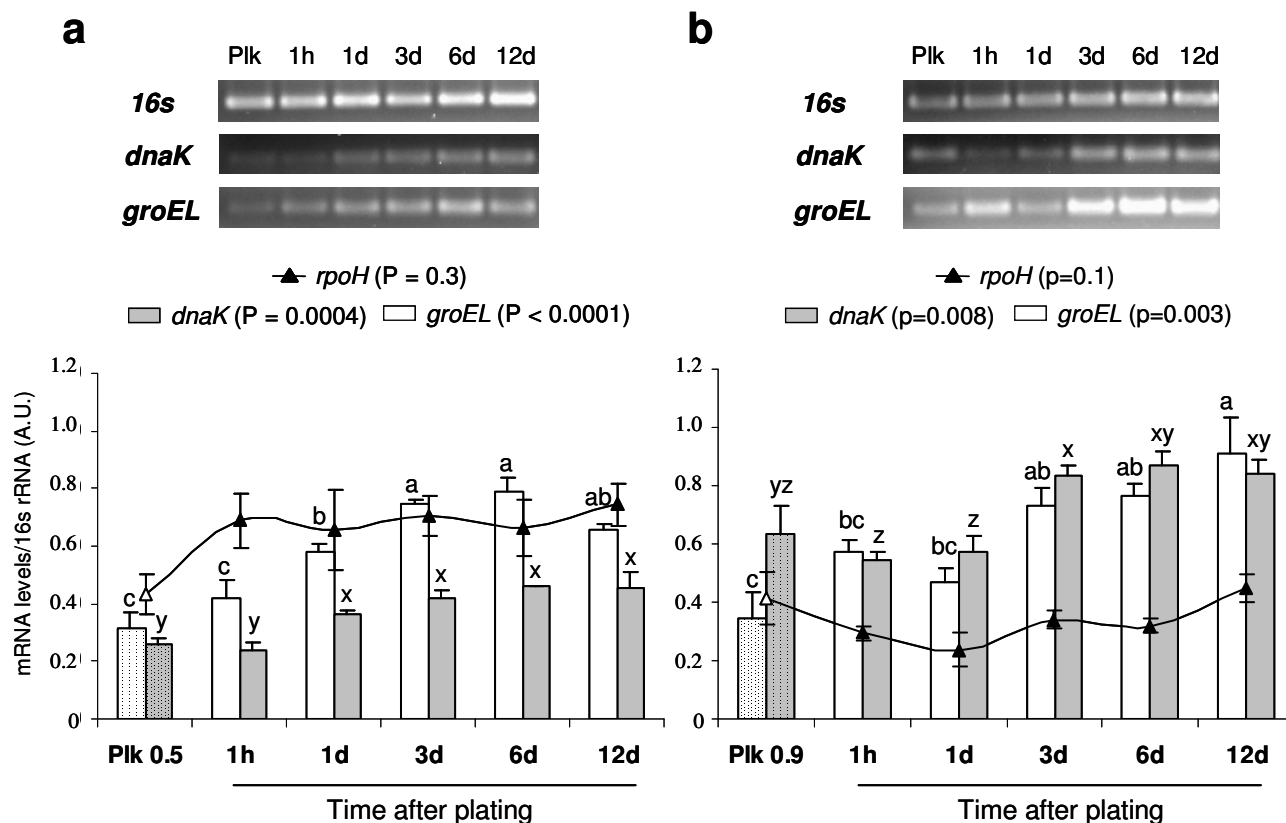 a
Plk 1h 1d 3d 6d 12d
16s
dnaK
groEL
rpoH (P = 0.3)
dnaK (P = 0.0004) groEL (P < 0.0001)
mRNA levels/16s rRNA (A.U.)
1.2
1.0
0.8
0.6
0.4
0.2
0
c y
c y
b x
a x
a x
ab x
Plk 0.5 1h 1d 3d 6d 12d
Time after plating
b
Plk 1h 1d 3d 6d 12d
16s
dnaK
groEL
rpoH (p=0.1)
dnaK (p=0.008) groEL (p=0.003)
1.2
1.0
0.8
0.6
0.4
0.2
0
c yz
bc z
bc z
ab x
ab xy
a xy
Plk 0.9 1h 1d 3d 6d 12d
Time after plating